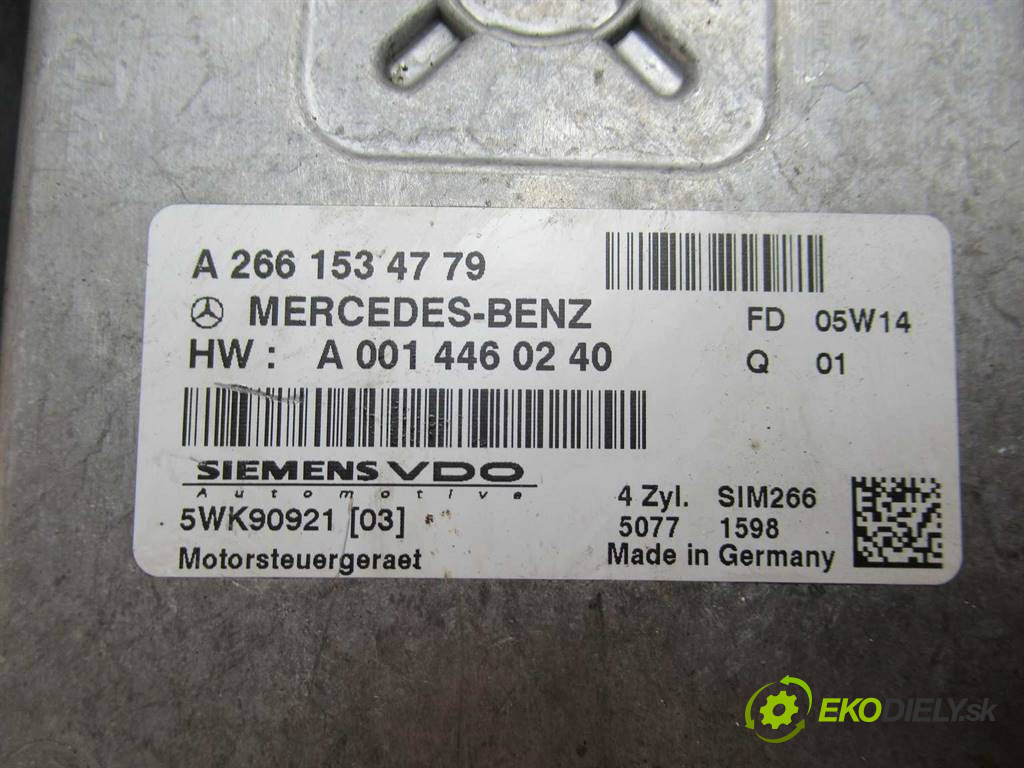 A 266 153 47 79
MERCEDES-BENZ
FD 05W14
HW : A 001 446 02 40
Q 01
SIEMENS VDO
Automotive
4 Zyl. SIM266
5WK90921 [03]
5077 1598
Motorsteuergeraet
Made in Germany
EKODIELY.sk